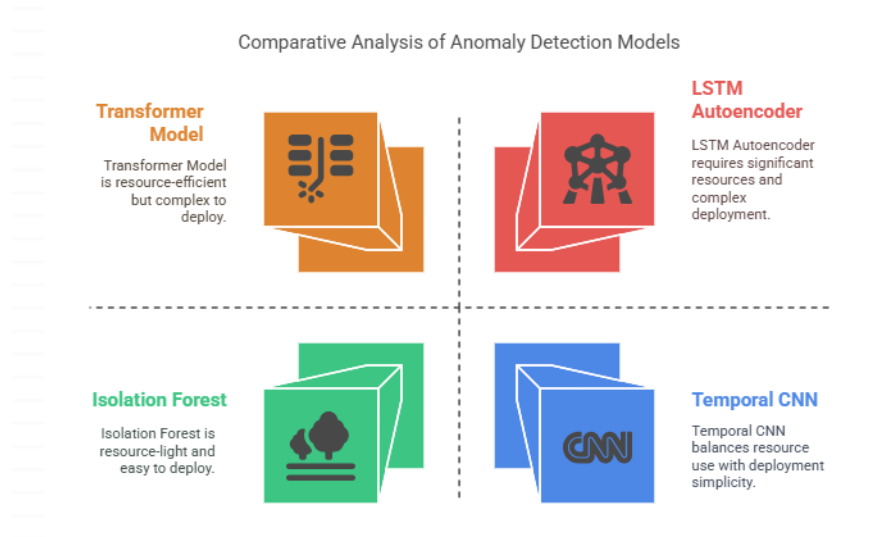 Comparative Analysis of Anomaly Detection Models
Transformer
Model
Transformer Model
is resource-efficient
but complex to
deploy.
LSTM
Autoencoder
LSTM Autoencoder
requires significant
resources and
complex
deployment.
Isolation Forest
Isolation Forest is
resource-light and
easy to deploy.
CNN
Temporal CNN
Temporal CNN
balances resource
use with deployment
simplicity.